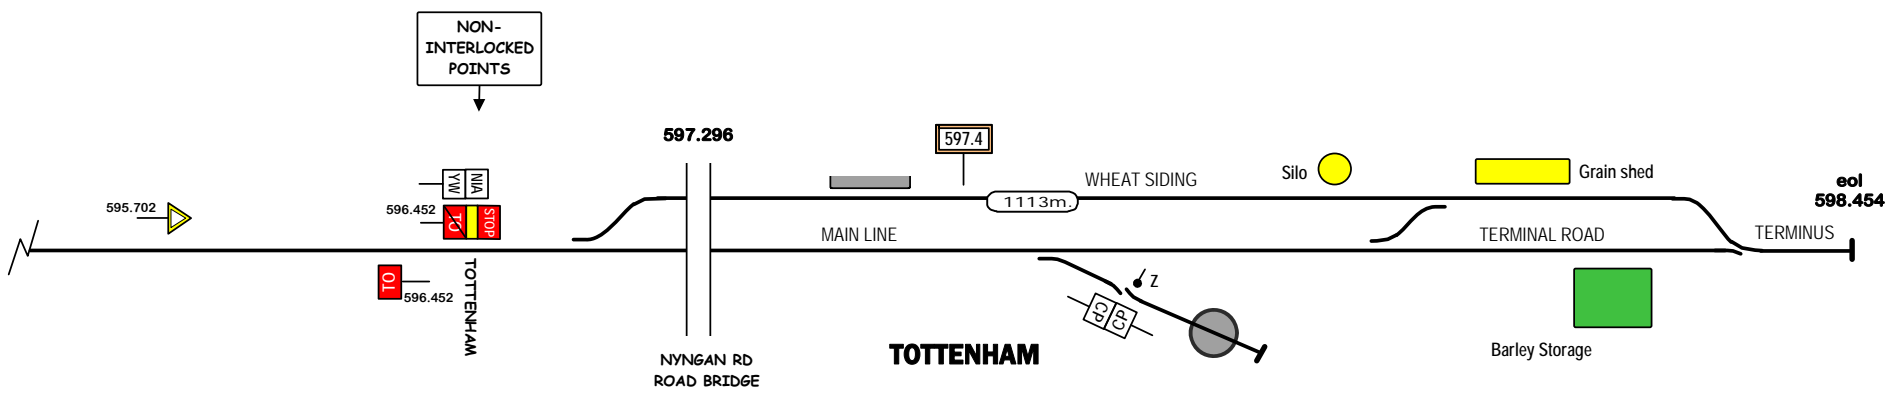 NON-
INTERLOCKED
POINTS
597.296
597.4
Silo
Grain shed
eol
598.454
WHEAT SIDING
1113m.
YW
N/A
595.702
596.452
TO
STOP
MAIN LINE
TERMINAL ROAD
TERMINUS
TO
596.452
TOTTENHAM
Z
CP
CP
NYNGAN RD
ROAD BRIDGE
TOTTENHAM
Barley Storage